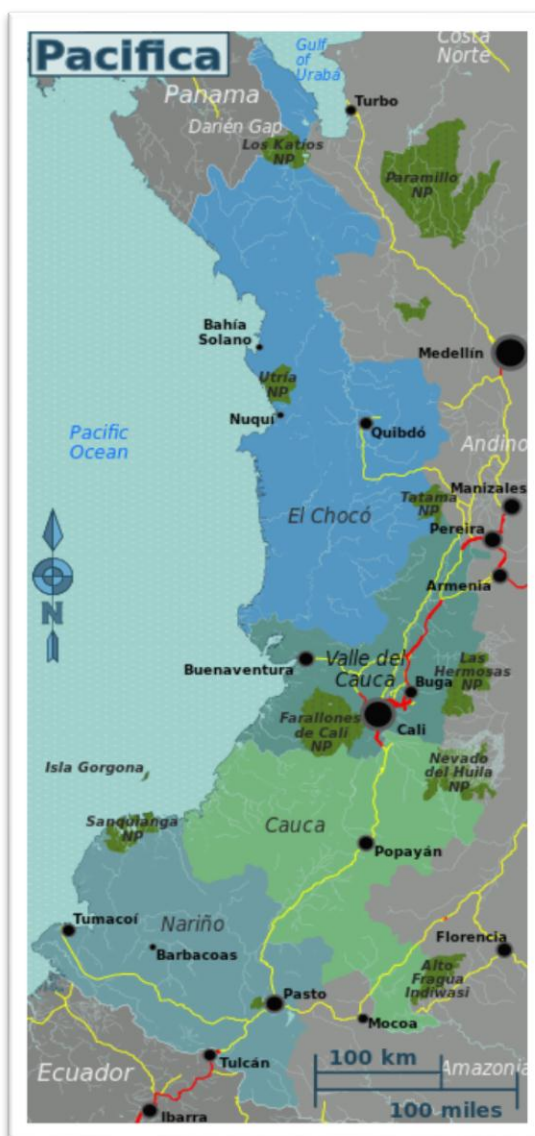 Pacifica
Gulf
of
Urabá
Costa
Norte
Panama
Darién Gap
Turbo
Los Katios
NP
Paramillo
NP
Bahía
Solano
Medellín
Utría
NP
Nuquí
Quibdó
Pacific
Ocean
Andino
Manizales
Tatama
NP
El Chocó
Pereira
Armenia
N
Buenaventura
Valle del
Cauca
Las
Hermosas
NP
Buga
Farallones
de Cali
NP
Cali
Isla Gorgona
Nevado
del Huila
NP
Sanquianga
NP
Cauca
Popayán
Tumacoí
Nariño
Barbacoas
Florencia
Alto
Fragua
Indiwasi
Pasto
Mocoa
Tulcán
100 km
Amazonia
Ecuador
100 miles
Ibarra